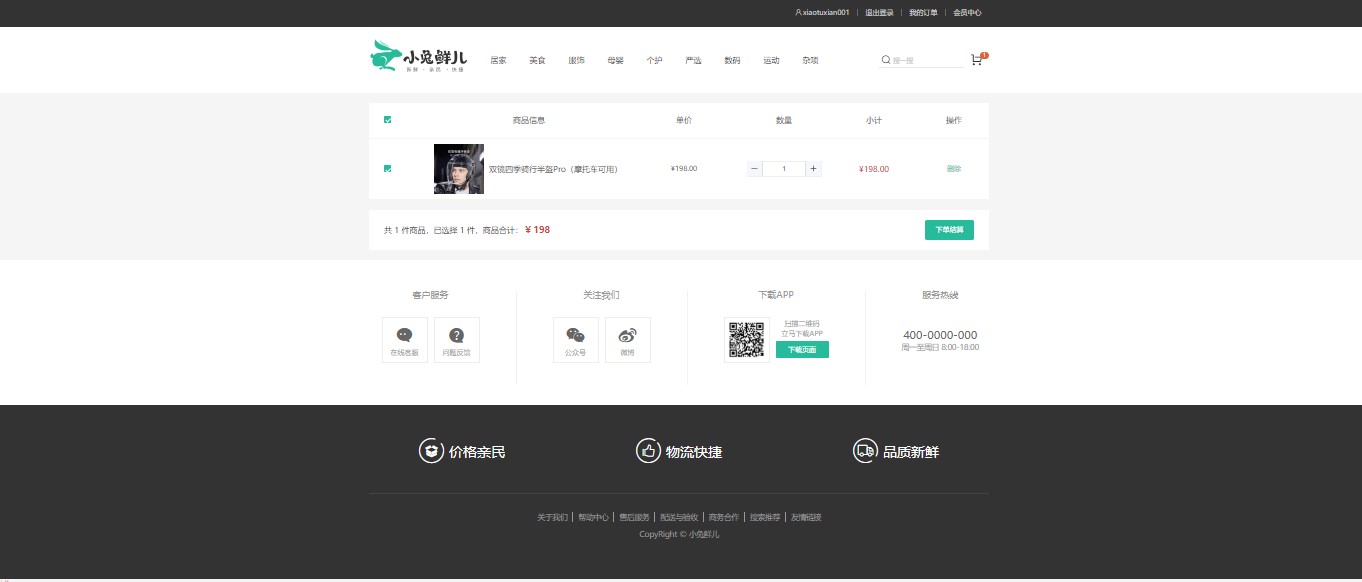 xiaotuxian001 | 退出登录 | 我的订单 | 会员中心
小兔鲜儿 居家 美食 服饰 母婴 个护 严选 数码 运动 杂项 搜一搜 1
新鲜 · 亲民 · 快捷
商品信息 单价 数量 小计 操作
双镜四季骑行半盔Pro（摩托车可用） ¥198.00 − 1 + ¥198.00 删除
共 1 件商品，已选择 1 件，商品合计： ¥ 198 下单结算
客户服务 关注我们 下载APP 服务热线
在线客服 问题反馈 公众号 微博
扫描二维码
立马下载APP
下载页面
400-0000-000
周一至周日 8:00-18:00
价格亲民 物流快捷 品质新鲜
关于我们 | 帮助中心 | 售后服务 | 配送与验收 | 商务合作 | 搜索推荐 | 友情链接
CopyRight © 小兔鲜儿